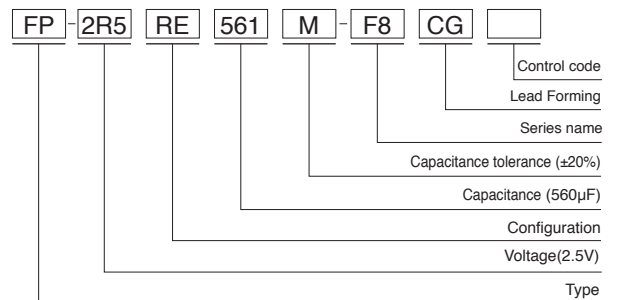 FP - 2R5 RE 561 M - F8 CG
Control code
Lead Forming
Series name
Capacitance tolerance (±20%)
Capacitance (560μF)
Configuration
Voltage(2.5V)
Type